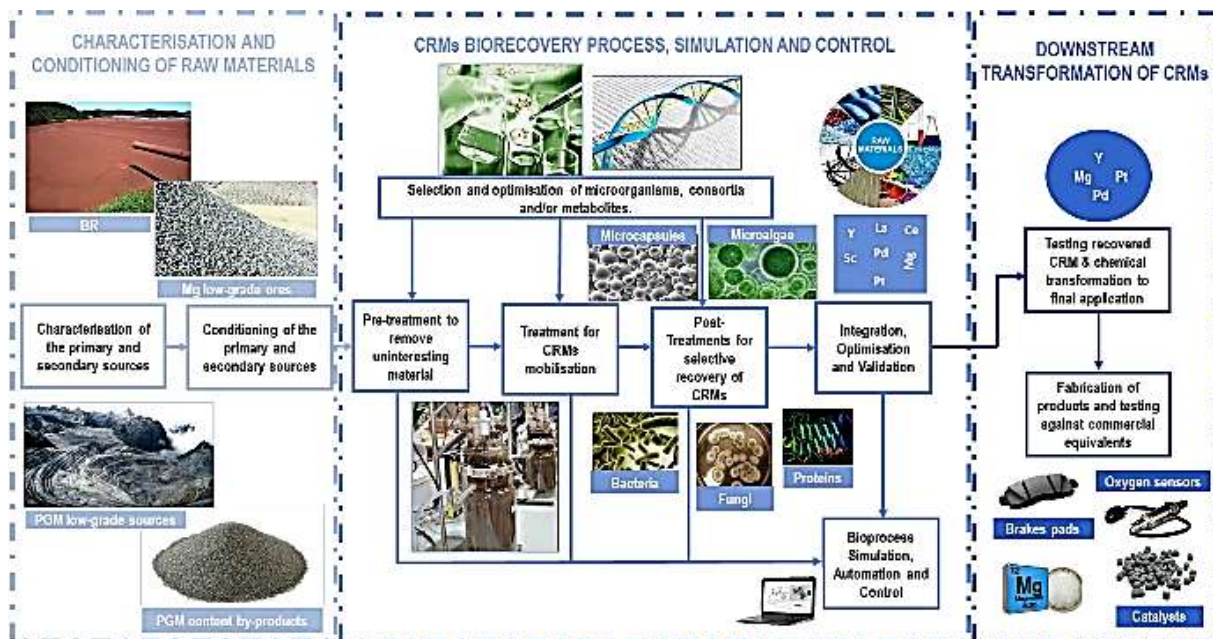 CHARACTERISATION AND
CONDITIONING OF RAW MATERIALS
BR
Mg low-grade ores
Characterisation of
the primary and
secondary sources
Conditioning of the
primary and
secondary sources
PGM low-grade sources
PGM content by-products
CRMs BIORECOVERY PROCESS, SIMULATION AND CONTROL
RAW
MATERIALS
Selection and optimisation of microorganisms, consortia
and/or metabolites.
Microcapsules
Microalgae
Y La Ce
Sc Pd Mg
Pt
Pre-treatment to
remove
uninteresting
material
Treatment for
CRMs
mobilisation
Post-
Treatments for
selective
recovery of
CRMs
Integration,
Optimisation
and Validation
Bacteria
Fungi
Proteins
Bioprocess
Simulation,
Automation and
Control
DOWNSTREAM
TRANSFORMATION OF CRMs
Y
Mg Pt
Pd
Testing recovered
CRM & chemical
transformation to
final application
Fabrication of
products and testing
against commercial
equivalents
Oxygen sensors
Brakes pads
Mg
Catalysts